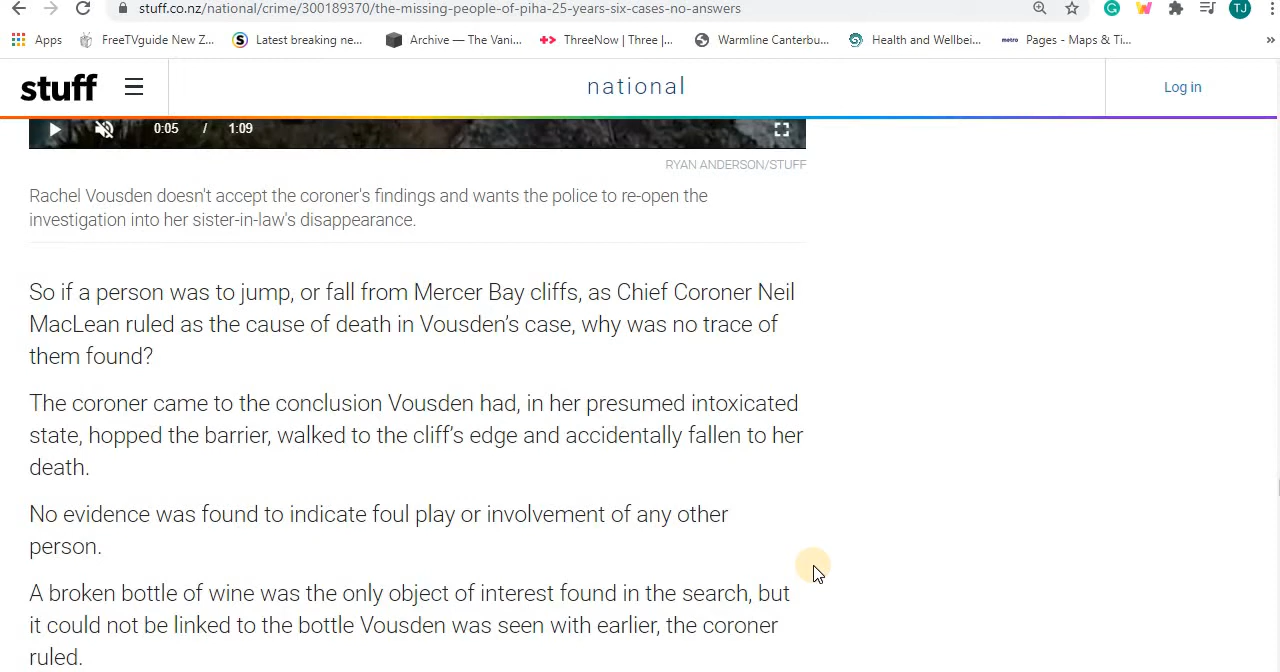 stuff.co.nz/national/crime/300189370/the-missing-people-of-piha-25-years-six-cases-no-answers
TJ
Apps FreeTVguide New Z... Latest breaking ne... Archive — The Vani... ThreeNow | Three |... Warmline Canterbu... Health and Wellbei... metro Pages - Maps & Ti... »
stuff national Log in
0:05 / 1:09
RYAN ANDERSON/STUFF
Rachel Vousden doesn't accept the coroner's findings and wants the police to re-open the
investigation into her sister-in-law's disappearance.
So if a person was to jump, or fall from Mercer Bay cliffs, as Chief Coroner Neil
MacLean ruled as the cause of death in Vousden’s case, why was no trace of
them found?
The coroner came to the conclusion Vousden had, in her presumed intoxicated
state, hopped the barrier, walked to the cliff’s edge and accidentally fallen to her
death.
No evidence was found to indicate foul play or involvement of any other
person.
A broken bottle of wine was the only object of interest found in the search, but
it could not be linked to the bottle Vousden was seen with earlier, the coroner
ruled.